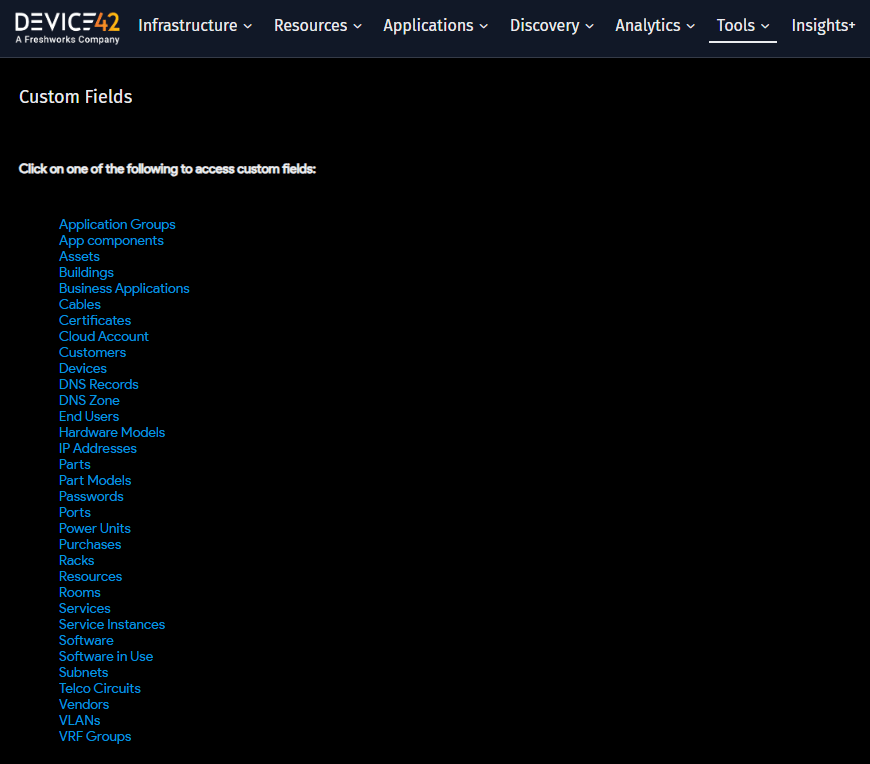 DEVICE42
A Freshworks Company
Infrastructure Resources Applications Discovery Analytics Tools Insights+
Custom Fields
Click on one of the following to access custom fields:
Application Groups
App components
Assets
Buildings
Business Applications
Cables
Certificates
Cloud Account
Customers
Devices
DNS Records
DNS Zone
End Users
Hardware Models
IP Addresses
Parts
Part Models
Passwords
Ports
Power Units
Purchases
Racks
Resources
Rooms
Services
Service Instances
Software
Software in Use
Subnets
Telco Circuits
Vendors
VLANs
VRF Groups